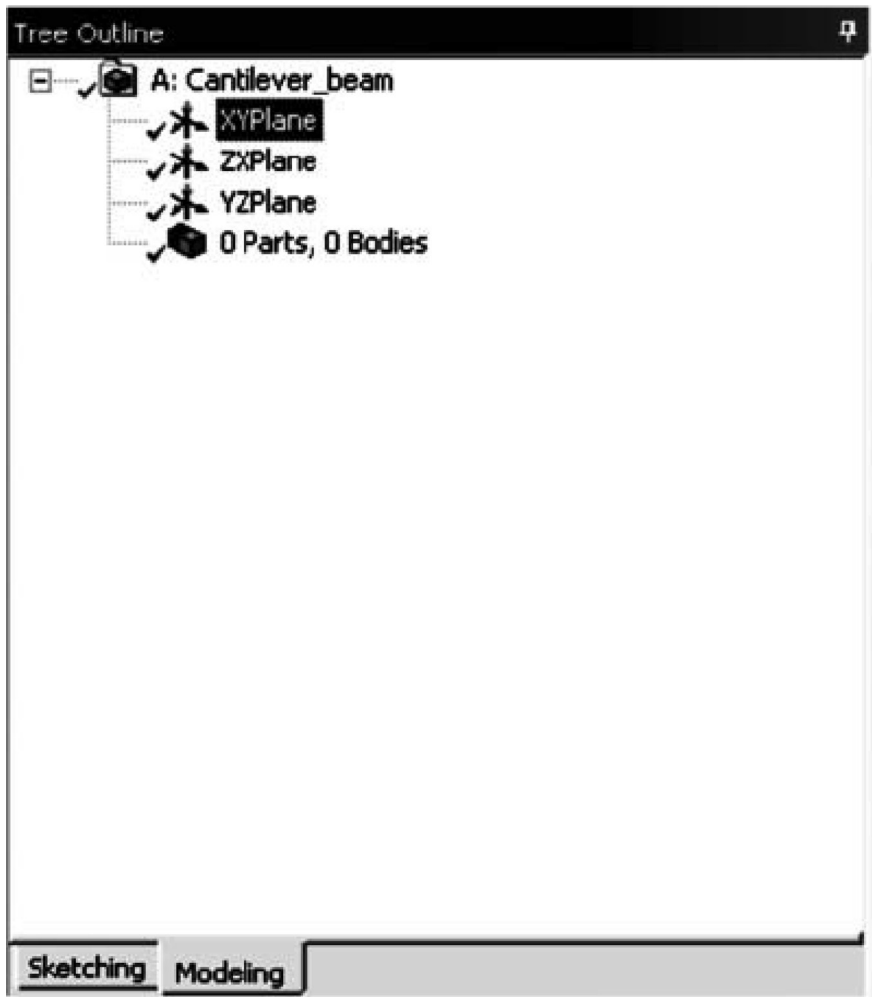 Tree Outline
A: Cantilever_beam
XYPlane
ZXPlane
YZPlane
0 Parts, 0 Bodies
Sketching Modeling